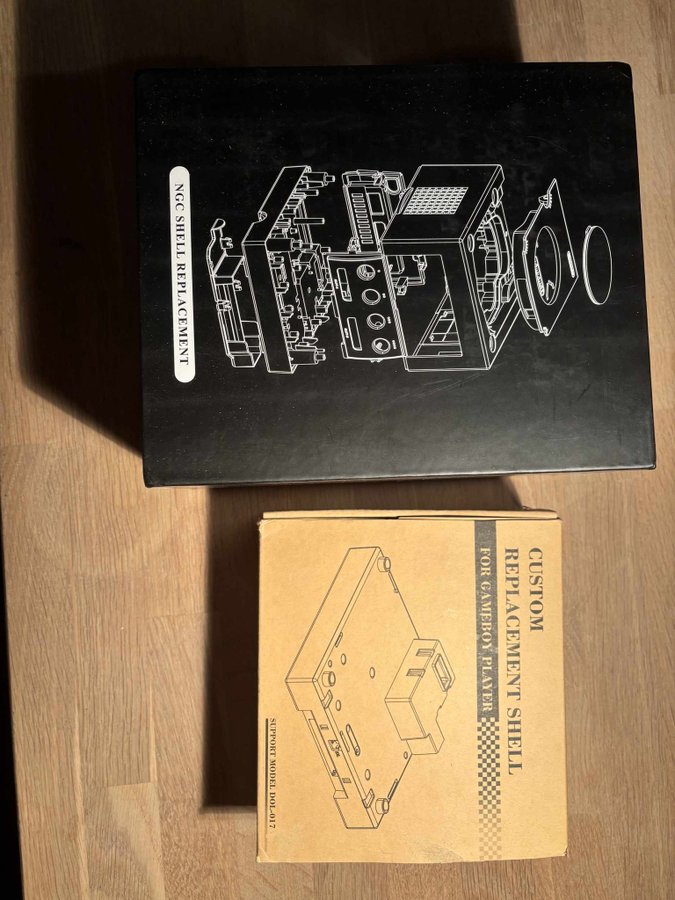 NGC SHELL REPLACEMENT
CUSTOM
REPLACEMENT SHELL
FOR GAMEBOY PLAYER
SUPPORT MODEL DOL-017